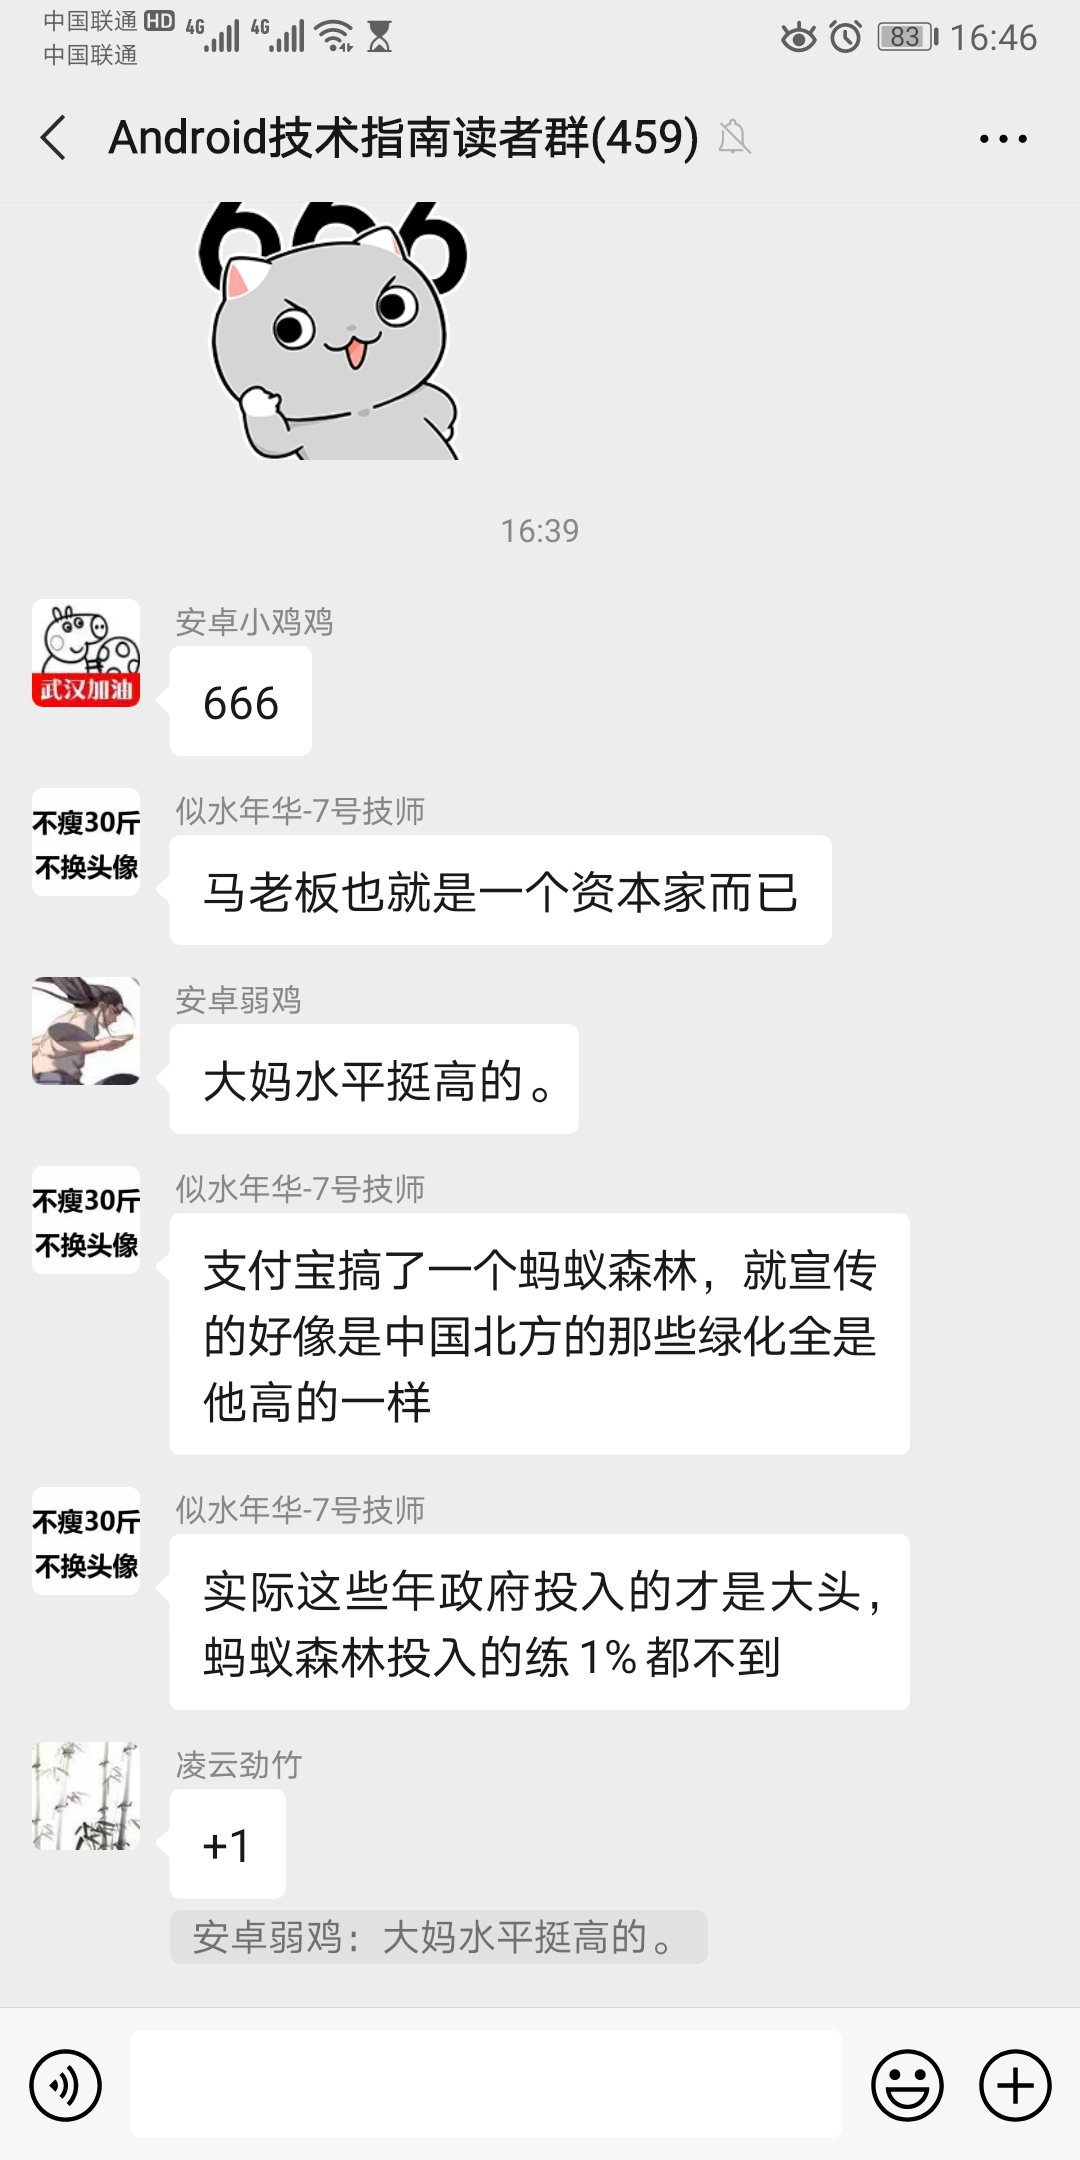 中国联通 HD 4G 4G 83 16:46
中国联通
Android技术指南读者群(459)
666
16:39
安卓小鸡鸡
武汉加油
666
似水年华-7号技师
不瘦30斤
不换头像
马老板也就是一个资本家而已
安卓弱鸡
大妈水平挺高的。
似水年华-7号技师
不瘦30斤
不换头像
支付宝搞了一个蚂蚁森林，就宣传
的好像是中国北方的那些绿化全是
他高的一样
似水年华-7号技师
不瘦30斤
不换头像
实际这些年政府投入的才是大头，
蚂蚁森林投入的练1%都不到
凌云劲竹
+1
安卓弱鸡：大妈水平挺高的。